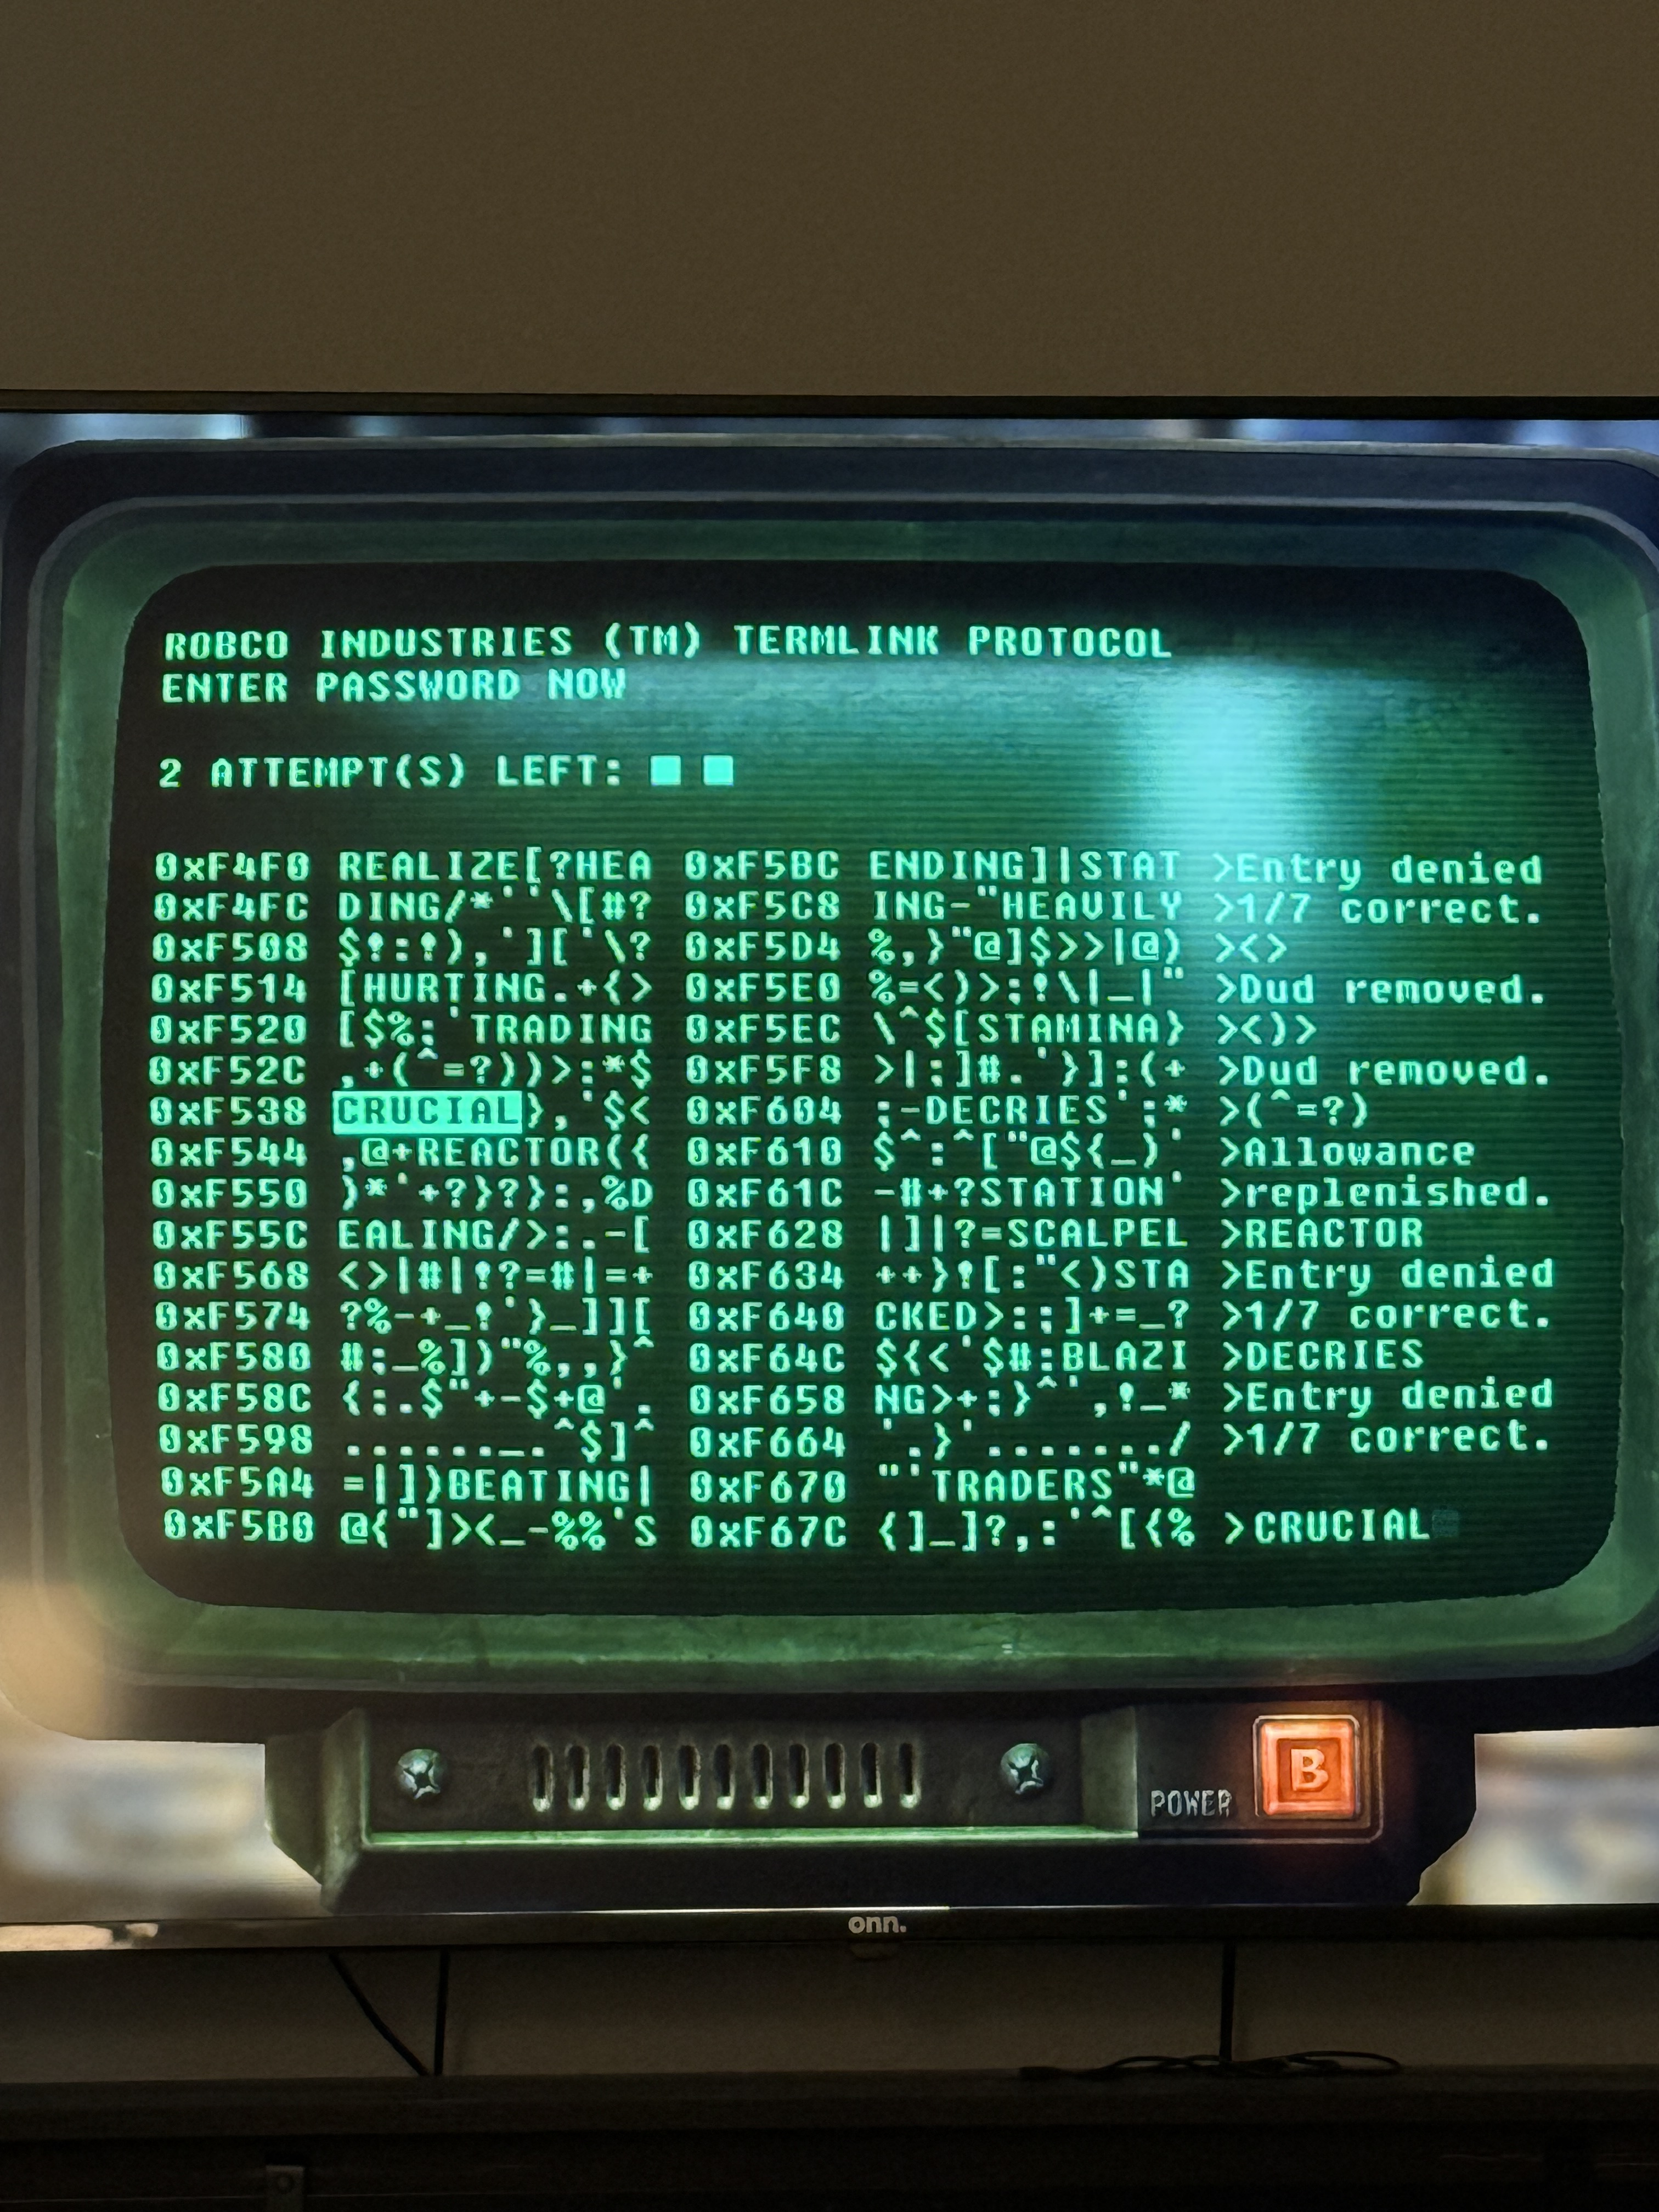 ROBCO INDUSTRIES (TM) TERMLINK PROTOCOL
ENTER PASSWORD NOW
2 ATTEMPT(S) LEFT: ■ ■
0xF4F0 REALIZE[?HEA 0xF5BC ENDING]|STAT >Entry denied
0xF4FC DING/*'`\[#? 0xF5C8 ING-"HEAVILY >1/7 correct.
0xF508 $!:!),']['\? 0xF5D4 %,}"@]$>>|@) ><>
0xF514 [HURTING.+{> 0xF5E0 %=<)>;!\|_|" >Dud removed.
0xF520 [$%;'TRADING 0xF5EC \^$[STAMINA} ><)>
0xF52C ,+(^=?))>:*$ 0xF5F8 >|;]#.'}]:(+ >Dud removed.
0xF538 CRUCIAL},'$< 0xF604 ;-DECRIES';* >(^=?)
0xF544 ,@+REACTOR({ 0xF610 $^:^["@${_)' >Allowance
0xF550 }*'+?}?}:,%D 0xF61C -#+?STATION' >replenished.
0xF55C EALING/>:.-[ 0xF628 |]|?=SCALPEL >REACTOR
0xF568 <>|#|!?=#|=+ 0xF634 ++}![:"<)STA >Entry denied
0xF574 ?%-+_!'}_]][ 0xF640 CKED>:;]+=_? >1/7 correct.
0xF580 #:_%])"%,,}^ 0xF64C ${<'$#;BLAZI >DECRIES
0xF58C {:.$"+-$+@'. 0xF658 NG>+;}^',!_* >Entry denied
0xF598 ......_.^$]^ 0xF664 '.}'......./ >1/7 correct.
0xF5A4 =|])BEATING| 0xF670 "'TRADERS"*@
0xF5B0 @{"]><_-%%'S 0xF67C {]_]?,:'^[{% >CRUCIAL
POWER B
onn.